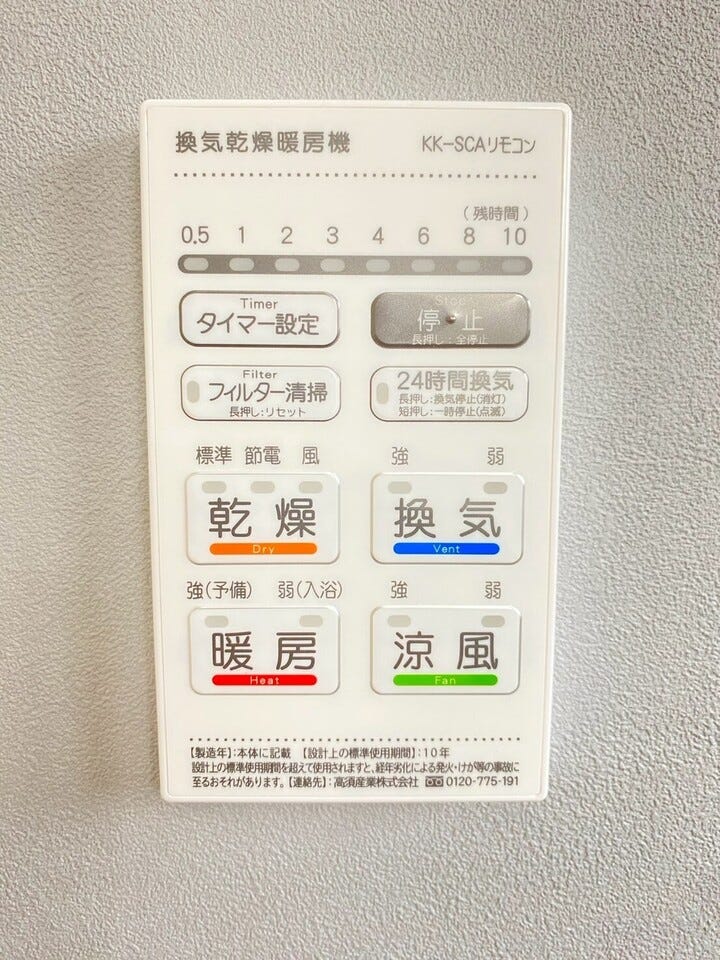 換気乾燥暖房機 KK-SCAリモコン
(残時間)
0.5 1 2 3 4 6 8 10
Timer
タイマー設定
Stop
停止
長押し:全停止
Filter
フィルター清掃
長押し:リセット
24時間換気
長押し:換気停止(消灯)
短押し:一時停止(点滅)
標準 節電 風
乾燥
Dry
強 弱
換気
Vent
強(予備) 弱(入浴)
暖房
Heat
強 弱
涼風
Fan
【製造年】:本体に記載 【設計上の標準使用期間】:10年
設計上の標準使用期間を超えて使用されますと、経年劣化による発火・けが等の事故に
至るおそれがあります。【連絡先】:高須産業株式会社 0120-775-191